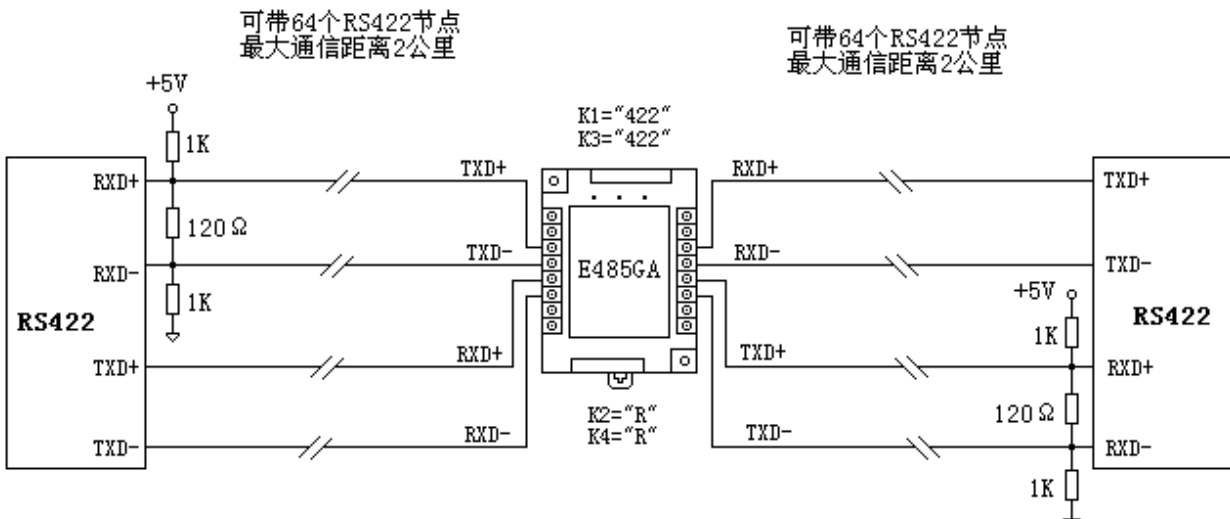 可带64个RS422节点
最大通信距离2公里
可带64个RS422节点
最大通信距离2公里
+5V
1K
K1="422"
K3="422"
RXD+
TXD+
RXD+
TXD+
120Ω
RXD-
TXD-
E485GA
RXD-
TXD-
1K
+5V
RS422
RS422
1K
TXD+
RXD+
TXD+
RXD+
K2="R"
K4="R"
120Ω
TXD-
RXD-
TXD-
RXD-
1K